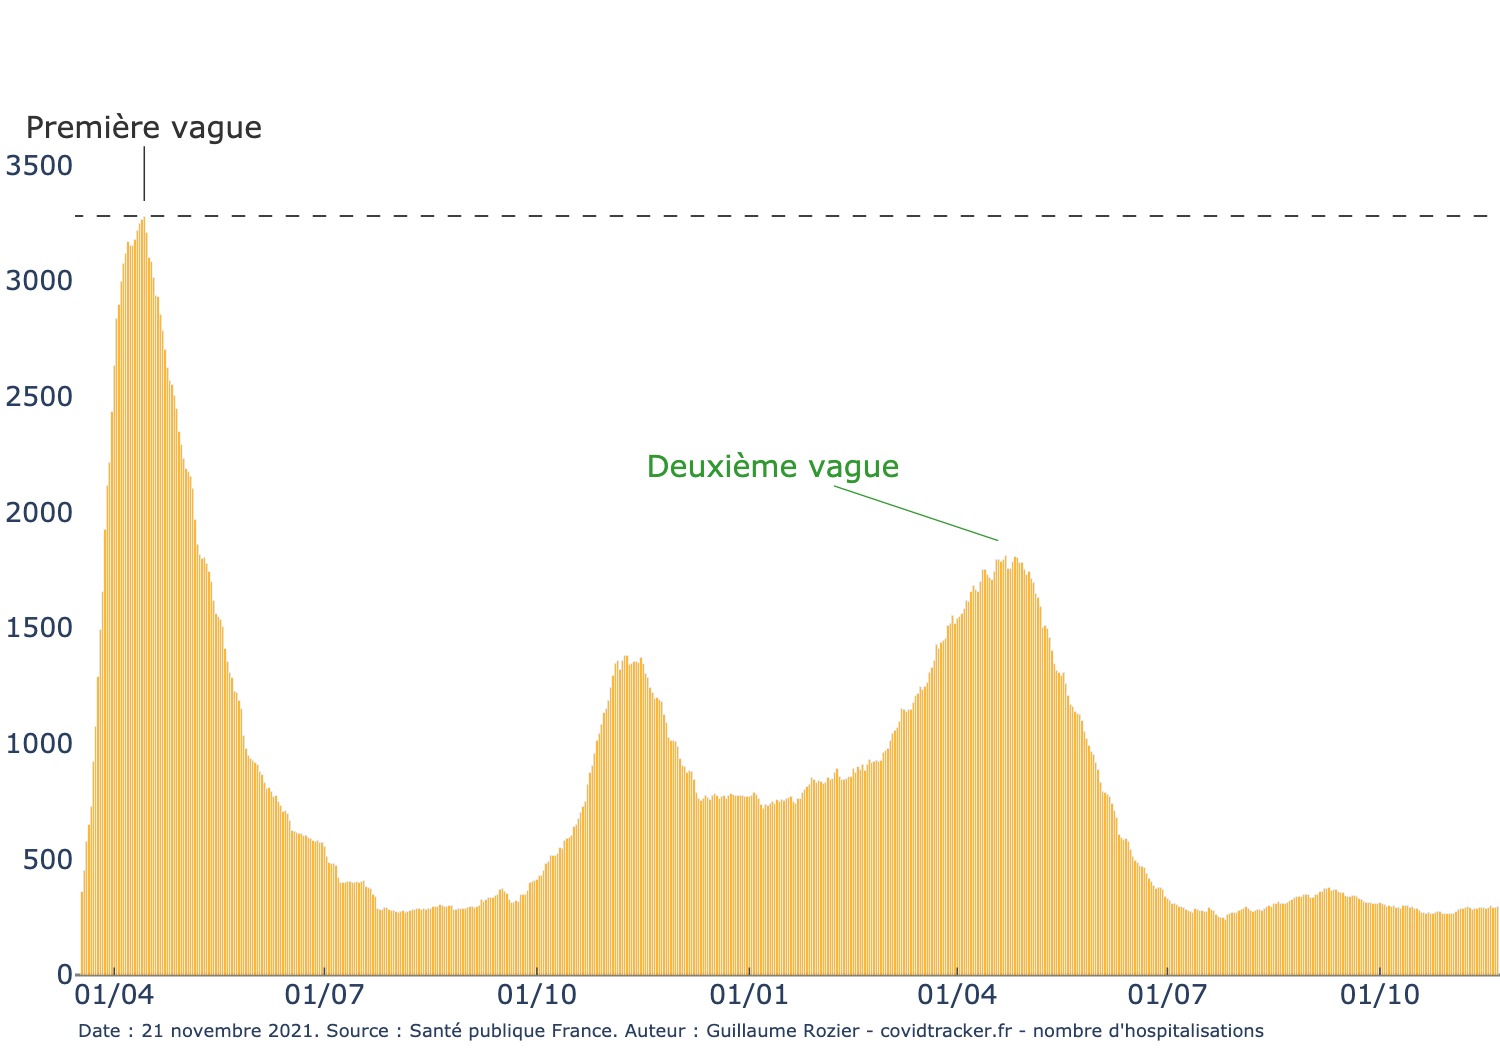 Première vague
3500
3000
2500
Deuxième vague
2000
1500
1000
500
0
01/04 01/07 01/10 01/01 01/04 01/07 01/10
Date : 21 novembre 2021. Source : Santé publique France. Auteur : Guillaume Rozier - covidtracker.fr - nombre d'hospitalisations